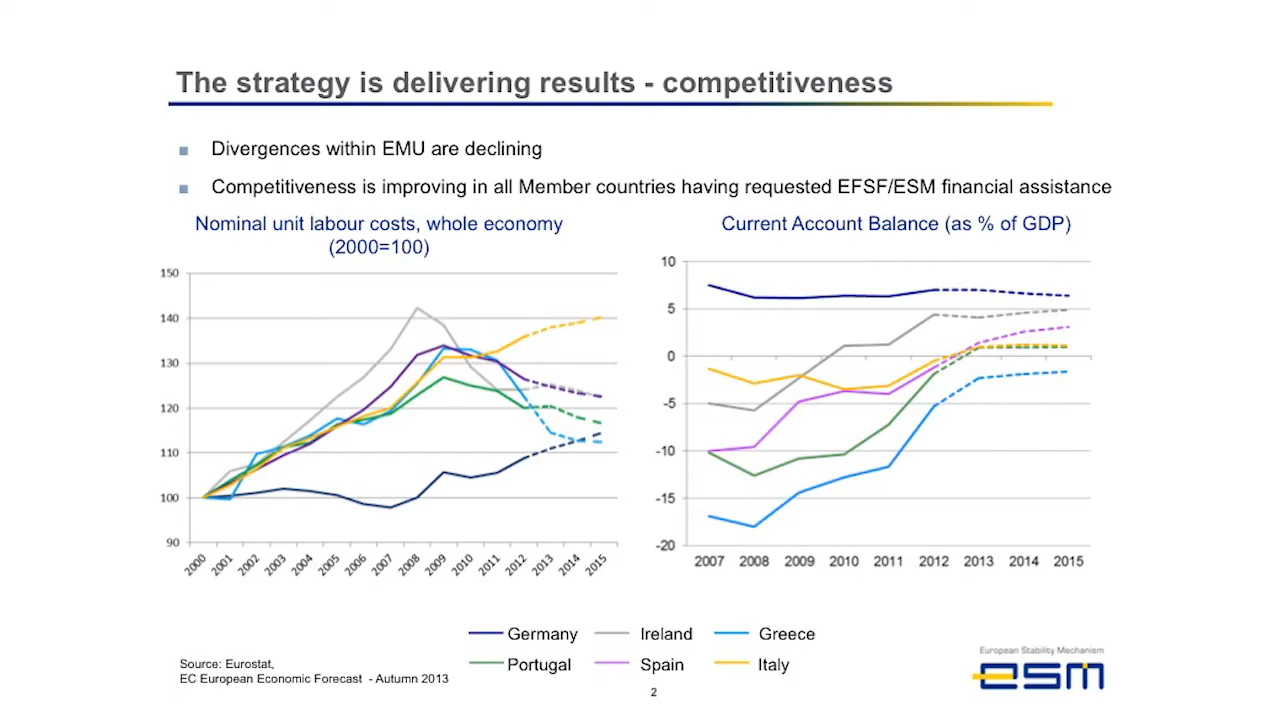 The strategy is delivering results - competitiveness
Divergences within EMU are declining
Competitiveness is improving in all Member countries having requested EFSF/ESM financial assistance
Nominal unit labour costs, whole economy
(2000=100)
150
140
130
120
110
100
90
2000 2001 2002 2003 2004 2005 2006 2007 2008 2009 2010 2011 2012 2013 2014 2015
Current Account Balance (as % of GDP)
10
5
0
-5
-10
-15
-20
2007 2008 2009 2010 2011 2012 2013 2014 2015
Germany Ireland Greece
Portugal Spain Italy
Source: Eurostat,
EC European Economic Forecast - Autumn 2013
2
European Stability Mechanism
esm